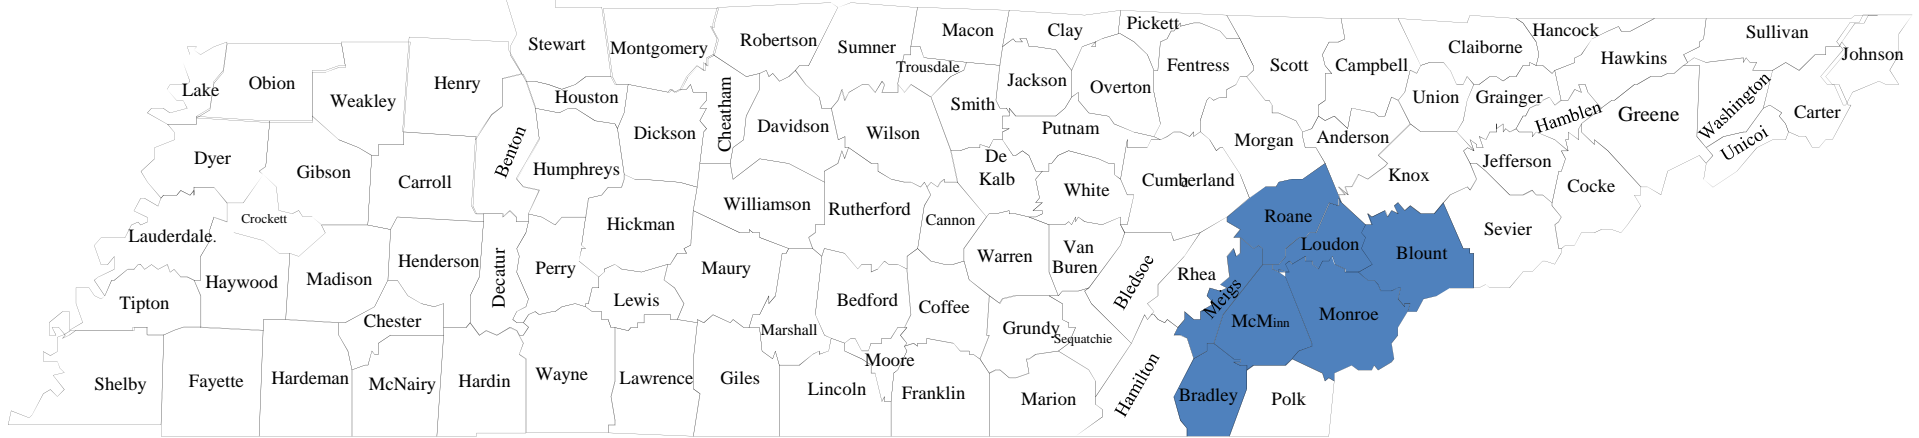 Stewart
Montgomery
Robertson
Sumner
Macon
Clay
Pickett
Hancock
Sullivan
Johnson
Lake
Obion
Weakley
Henry
Houston
Dickson
Cheatham
Davidson
Trousdale
Wilson
Smith
Jackson
Overton
Fentress
Scott
Campbell
Claiborne
Hawkins
Union
Grainger
Hamblen
Greene
Washington
Unicoi
Carter
Dyer
Gibson
Carroll
Benton
Humphreys
Putnam
De
Kalb
White
Cumberland
Morgan
Anderson
Knox
Jefferson
Cocke
Sevier
Crockett
Lauderdale.
Haywood
Madison
Henderson
Decatur
Perry
Hickman
Williamson
Rutherford
Cannon
Warren
Van
Buren
Bledsoe
Rhea
Roane
Loudon
Blount
Tipton
Chester
Lewis
Maury
Marshall
Bedford
Coffee
Grundy
Sequatchie
Meigs
McMinn
Monroe
Shelby
Fayette
Hardeman
McNairy
Hardin
Wayne
Lawrence
Giles
Lincoln
Moore
Franklin
Marion
Hamilton
Bradley
Polk